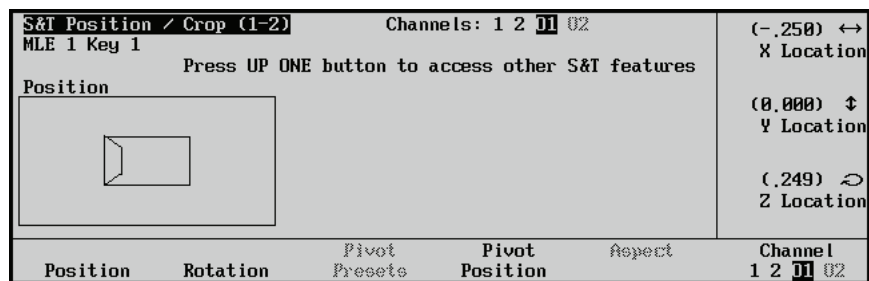 S&T Position / Crop (1-2) Channels: 1 2 D1 D2
MLE 1 Key 1
Press UP ONE button to access other S&T features
Position
(-.250) ↔
X Location
(0.000) ↕
Y Location
(.249)
Z Location
Position
Rotation
Pivot Presets
Pivot Position
Aspect
Channel
1 2 D1 D2